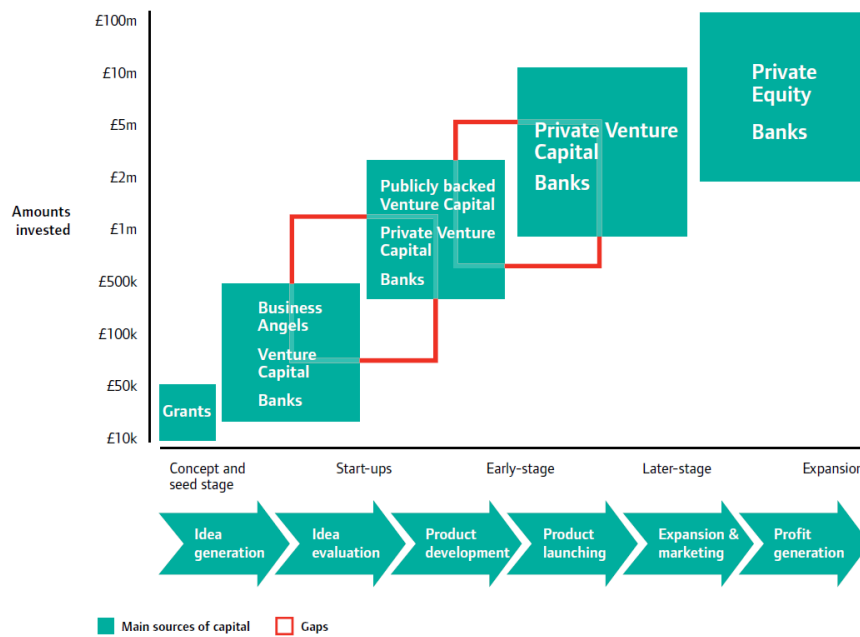 £100m
£10m
£5m
£2m
£1m
£500k
£100k
£50k
£10k
Amounts
invested
Grants
Business
Angels
Venture
Capital
Banks
Publicly backed
Venture Capital
Private Venture
Capital
Banks
Private Venture
Capital
Banks
Private
Equity
Banks
Concept and
seed stage
Start-ups
Early-stage
Later-stage
Expansion
Idea
generation
Idea
evaluation
Product
development
Product
launching
Expansion &
marketing
Profit
generation
Main sources of capital
Gaps